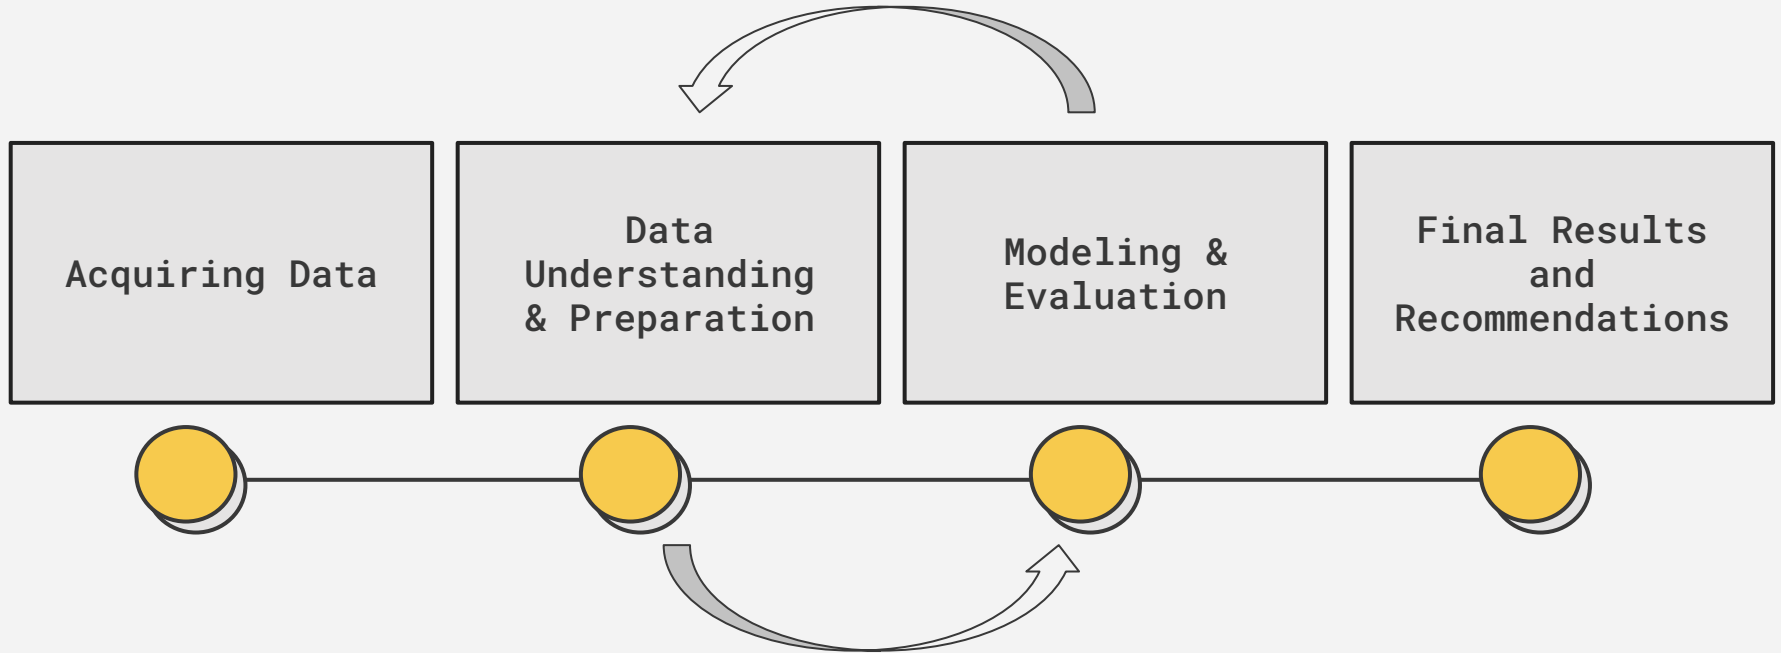 Acquiring Data
Data
Understanding
& Preparation
Modeling &
Evaluation
Final Results
and
Recommendations